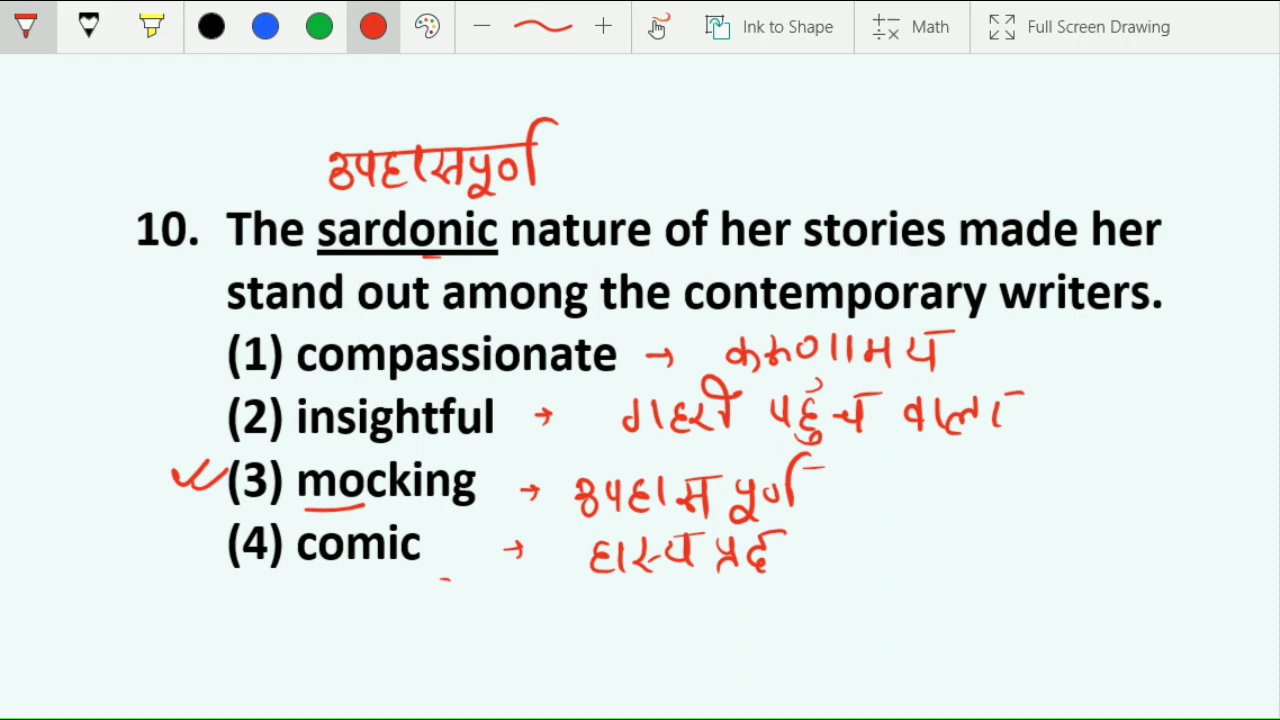 Ink to Shape Math Full Screen Drawing
उपहासपूर्ण
10. The sardonic nature of her stories made her
stand out among the contemporary writers.
(1) compassionate → करूणामय
(2) insightful → गहरी पहुँच वाला
(3) mocking → उपहासपूर्ण
(4) comic → हास्यप्रद